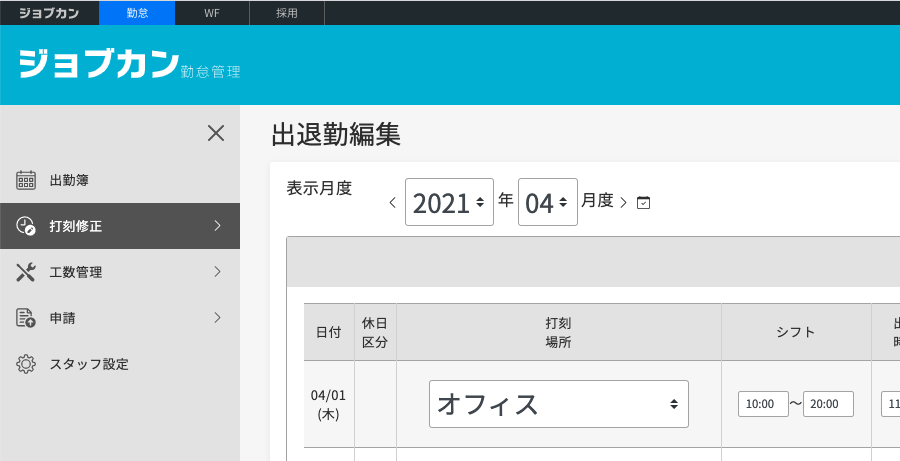 ジョブカン 勤怠 WF 採用
ジョブカン勤怠管理
出勤簿
打刻修正
工数管理
申請
スタッフ設定
出退勤編集
表示月度 2021 年 04 月度
日付 休日区分 打刻場所 シフト
04/01
(木) オフィス 10:00 〜 20:00 11